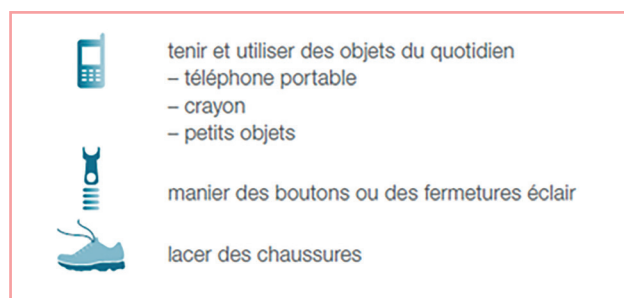 tenir et utiliser des objets du quotidien
– téléphone portable
– crayon
– petits objets
manier des boutons ou des fermetures éclair
lacer des chaussures